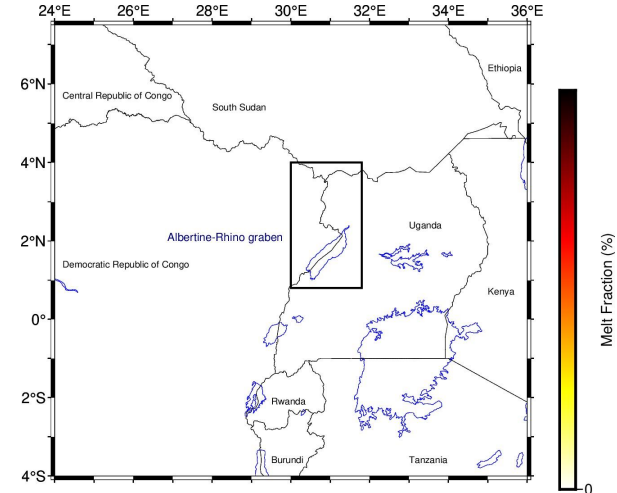 24°E 26°E 28°E 30°E 32°E 34°E 36°E
6°N
Ethiopia
Central Republic of Congo
South Sudan
4°N
Uganda
Albertine-Rhino graben
2°N
Democratic Republic of Congo
Kenya
0°
2°S
Rwanda
Burundi
Tanzania
4°S
Melt Fraction (%)
0